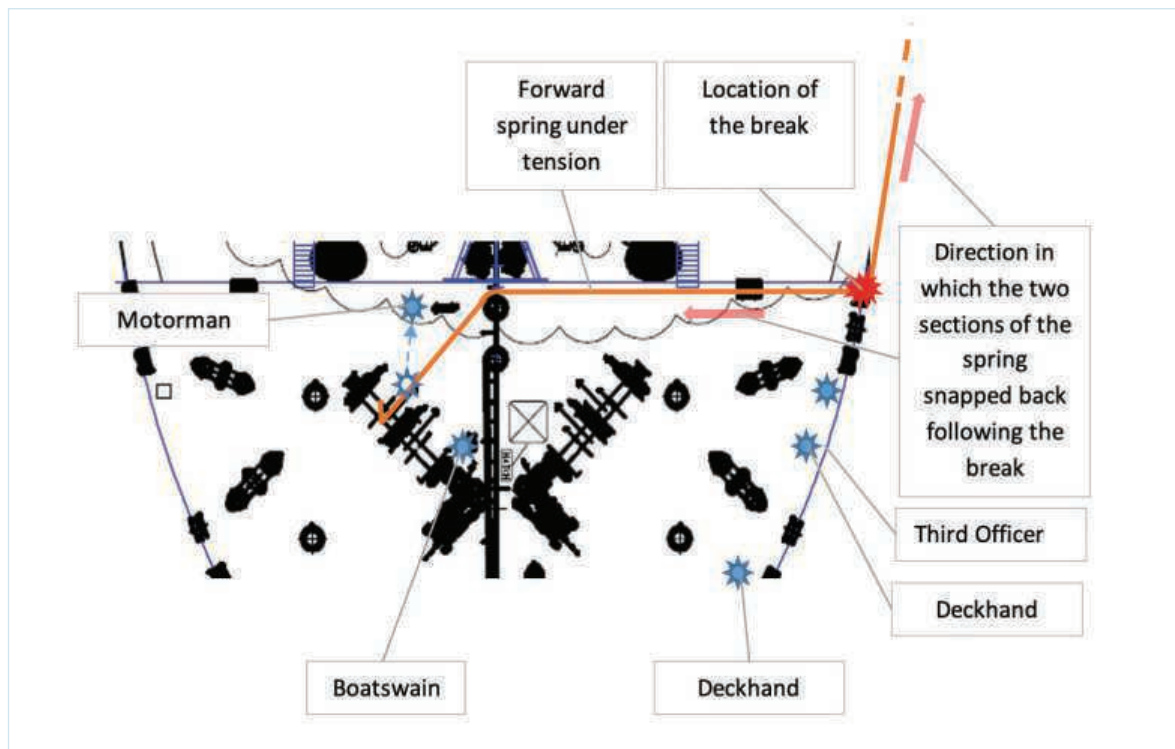 Forward
spring under
tension
Location of
the break
Motorman
Direction in
which the two
sections of the
spring
snapped back
following the
break
Third Officer
Deckhand
Boatswain
Deckhand